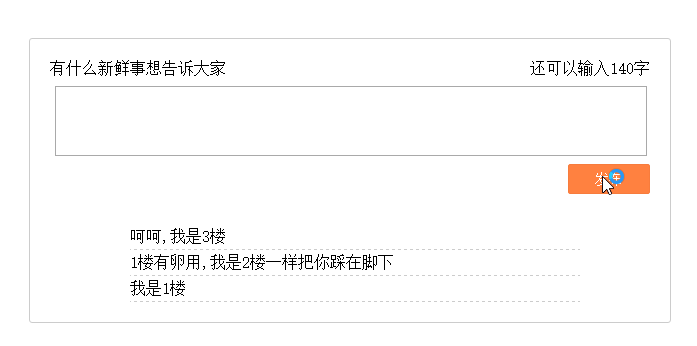 有什么新鲜事想告诉大家
还可以输入140字
发
呵呵,我是3楼
1楼有卵用,我是2楼一样把你踩在脚下
我是1楼